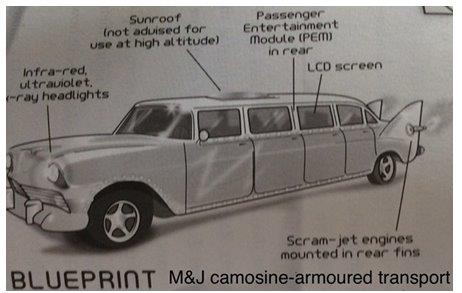 Sunroof
(not advised for
use at high altitude)
Passenger
Entertainment
Module (PEM)
in rear
LCD screen
Infra-red,
ultraviolet,
x-ray headlights
Scram-jet engines
mounted in rear fins
BLUEPRINT M&J camosine-armoured transport